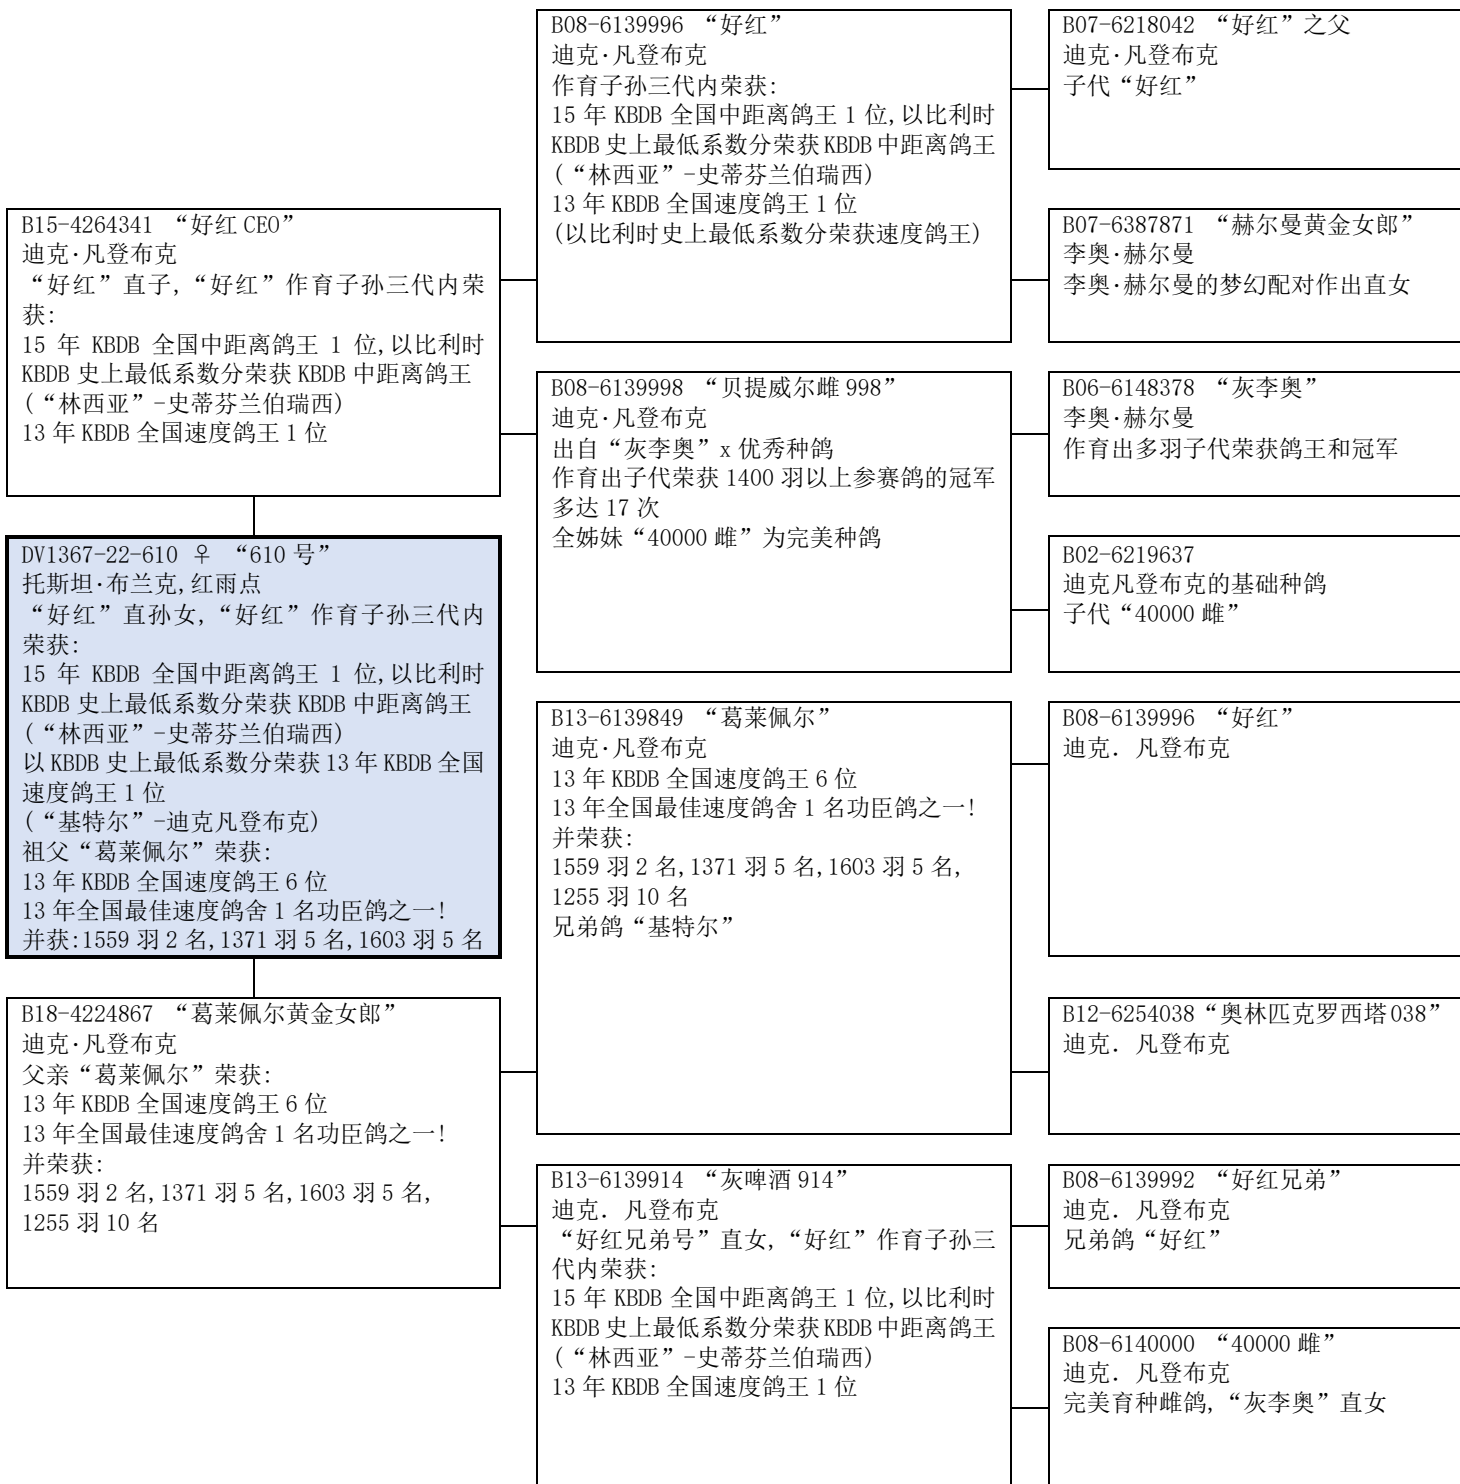 B15-4264341 “好红 CEO”
迪克·凡登布克
“好红”直子，“好红”作育子孙三代内荣
获:
15 年 KBDB 全国中距离鸽王 1 位,以比利时
KBDB 史上最低系数分荣获 KBDB 中距离鸽王
(“林西亚”-史蒂芬兰伯瑞西)
13 年 KBDB 全国速度鸽王 1 位
DV1367-22-610 ♀ “610 号”
托斯坦·布兰克,红雨点
“好红”直孙女，“好红”作育子孙三代内
荣获:
15 年 KBDB 全国中距离鸽王 1 位,以比利时
KBDB 史上最低系数分荣获 KBDB 中距离鸽王
(“林西亚”-史蒂芬兰伯瑞西)
以 KBDB 史上最低系数分荣获 13 年 KBDB 全国
速度鸽王 1 位
(“基特尔”-迪克凡登布克)
祖父“葛莱佩尔”荣获:
13 年 KBDB 全国速度鸽王 6 位
13 年全国最佳速度鸽舍 1 名功臣鸽之一!
并获:1559 羽 2 名,1371 羽 5 名,1603 羽 5 名
B18-4224867 “葛莱佩尔黄金女郎”
迪克·凡登布克
父亲“葛莱佩尔”荣获:
13 年 KBDB 全国速度鸽王 6 位
13 年全国最佳速度鸽舍 1 名功臣鸽之一!
并荣获:
1559 羽 2 名,1371 羽 5 名,1603 羽 5 名,
1255 羽 10 名
B08-6139996 “好红”
迪克·凡登布克
作育子孙三代内荣获:
15 年 KBDB 全国中距离鸽王 1 位,以比利时
KBDB 史上最低系数分荣获 KBDB 中距离鸽王
(“林西亚”-史蒂芬兰伯瑞西)
13 年 KBDB 全国速度鸽王 1 位
(以比利时史上最低系数分荣获速度鸽王)
B08-6139998 “贝提威尔雌 998”
迪克·凡登布克
出自“灰李奥”x 优秀种鸽
作育出子代荣获 1400 羽以上参赛鸽的冠军
多达 17 次
全姊妹“40000 雌”为完美种鸽
B13-6139849 “葛莱佩尔”
迪克·凡登布克
13 年 KBDB 全国速度鸽王 6 位
13 年全国最佳速度鸽舍 1 名功臣鸽之一!
并荣获:
1559 羽 2 名,1371 羽 5 名,1603 羽 5 名,
1255 羽 10 名
兄弟鸽“基特尔”
B13-6139914 “灰啤酒 914”
迪克．凡登布克
“好红兄弟号”直女，“好红”作育子孙三
代内荣获:
15 年 KBDB 全国中距离鸽王 1 位,以比利时
KBDB 史上最低系数分荣获 KBDB 中距离鸽王
(“林西亚”-史蒂芬兰伯瑞西)
13 年 KBDB 全国速度鸽王 1 位
B07-6218042 “好红”之父
迪克·凡登布克
子代“好红”
B07-6387871 “赫尔曼黄金女郎”
李奥·赫尔曼
李奥·赫尔曼的梦幻配对作出直女
B06-6148378 “灰李奥”
李奥·赫尔曼
作育出多羽子代荣获鸽王和冠军
B02-6219637
迪克凡登布克的基础种鸽
子代“40000 雌”
B08-6139996 “好红”
迪克．凡登布克
B12-6254038“奥林匹克罗西塔038”
迪克．凡登布克
B08-6139992 “好红兄弟”
迪克．凡登布克
兄弟鸽“好红”
B08-6140000 “40000 雌”
迪克．凡登布克
完美育种雌鸽，“灰李奥”直女